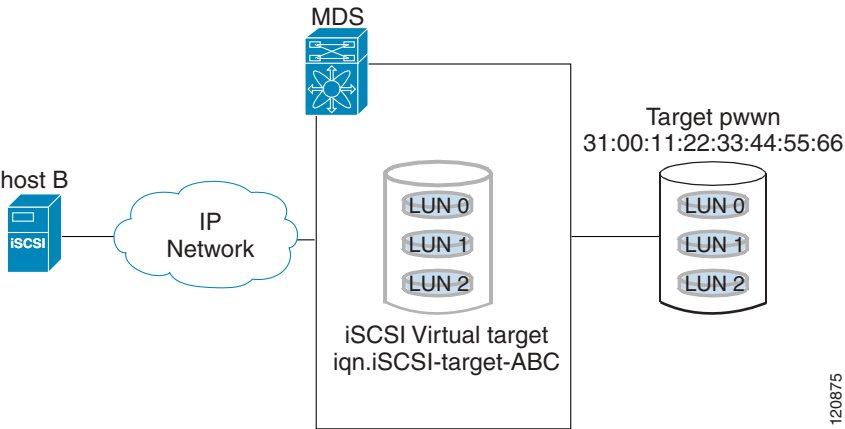 MDS
Target pwwn
31:00:11:22:33:44:55:66
host B
iSCSI
IP
Network
LUN 0
LUN 1
LUN 2
LUN 0
LUN 1
LUN 2
iSCSI Virtual target
iqn.iSCSI-target-ABC
120875